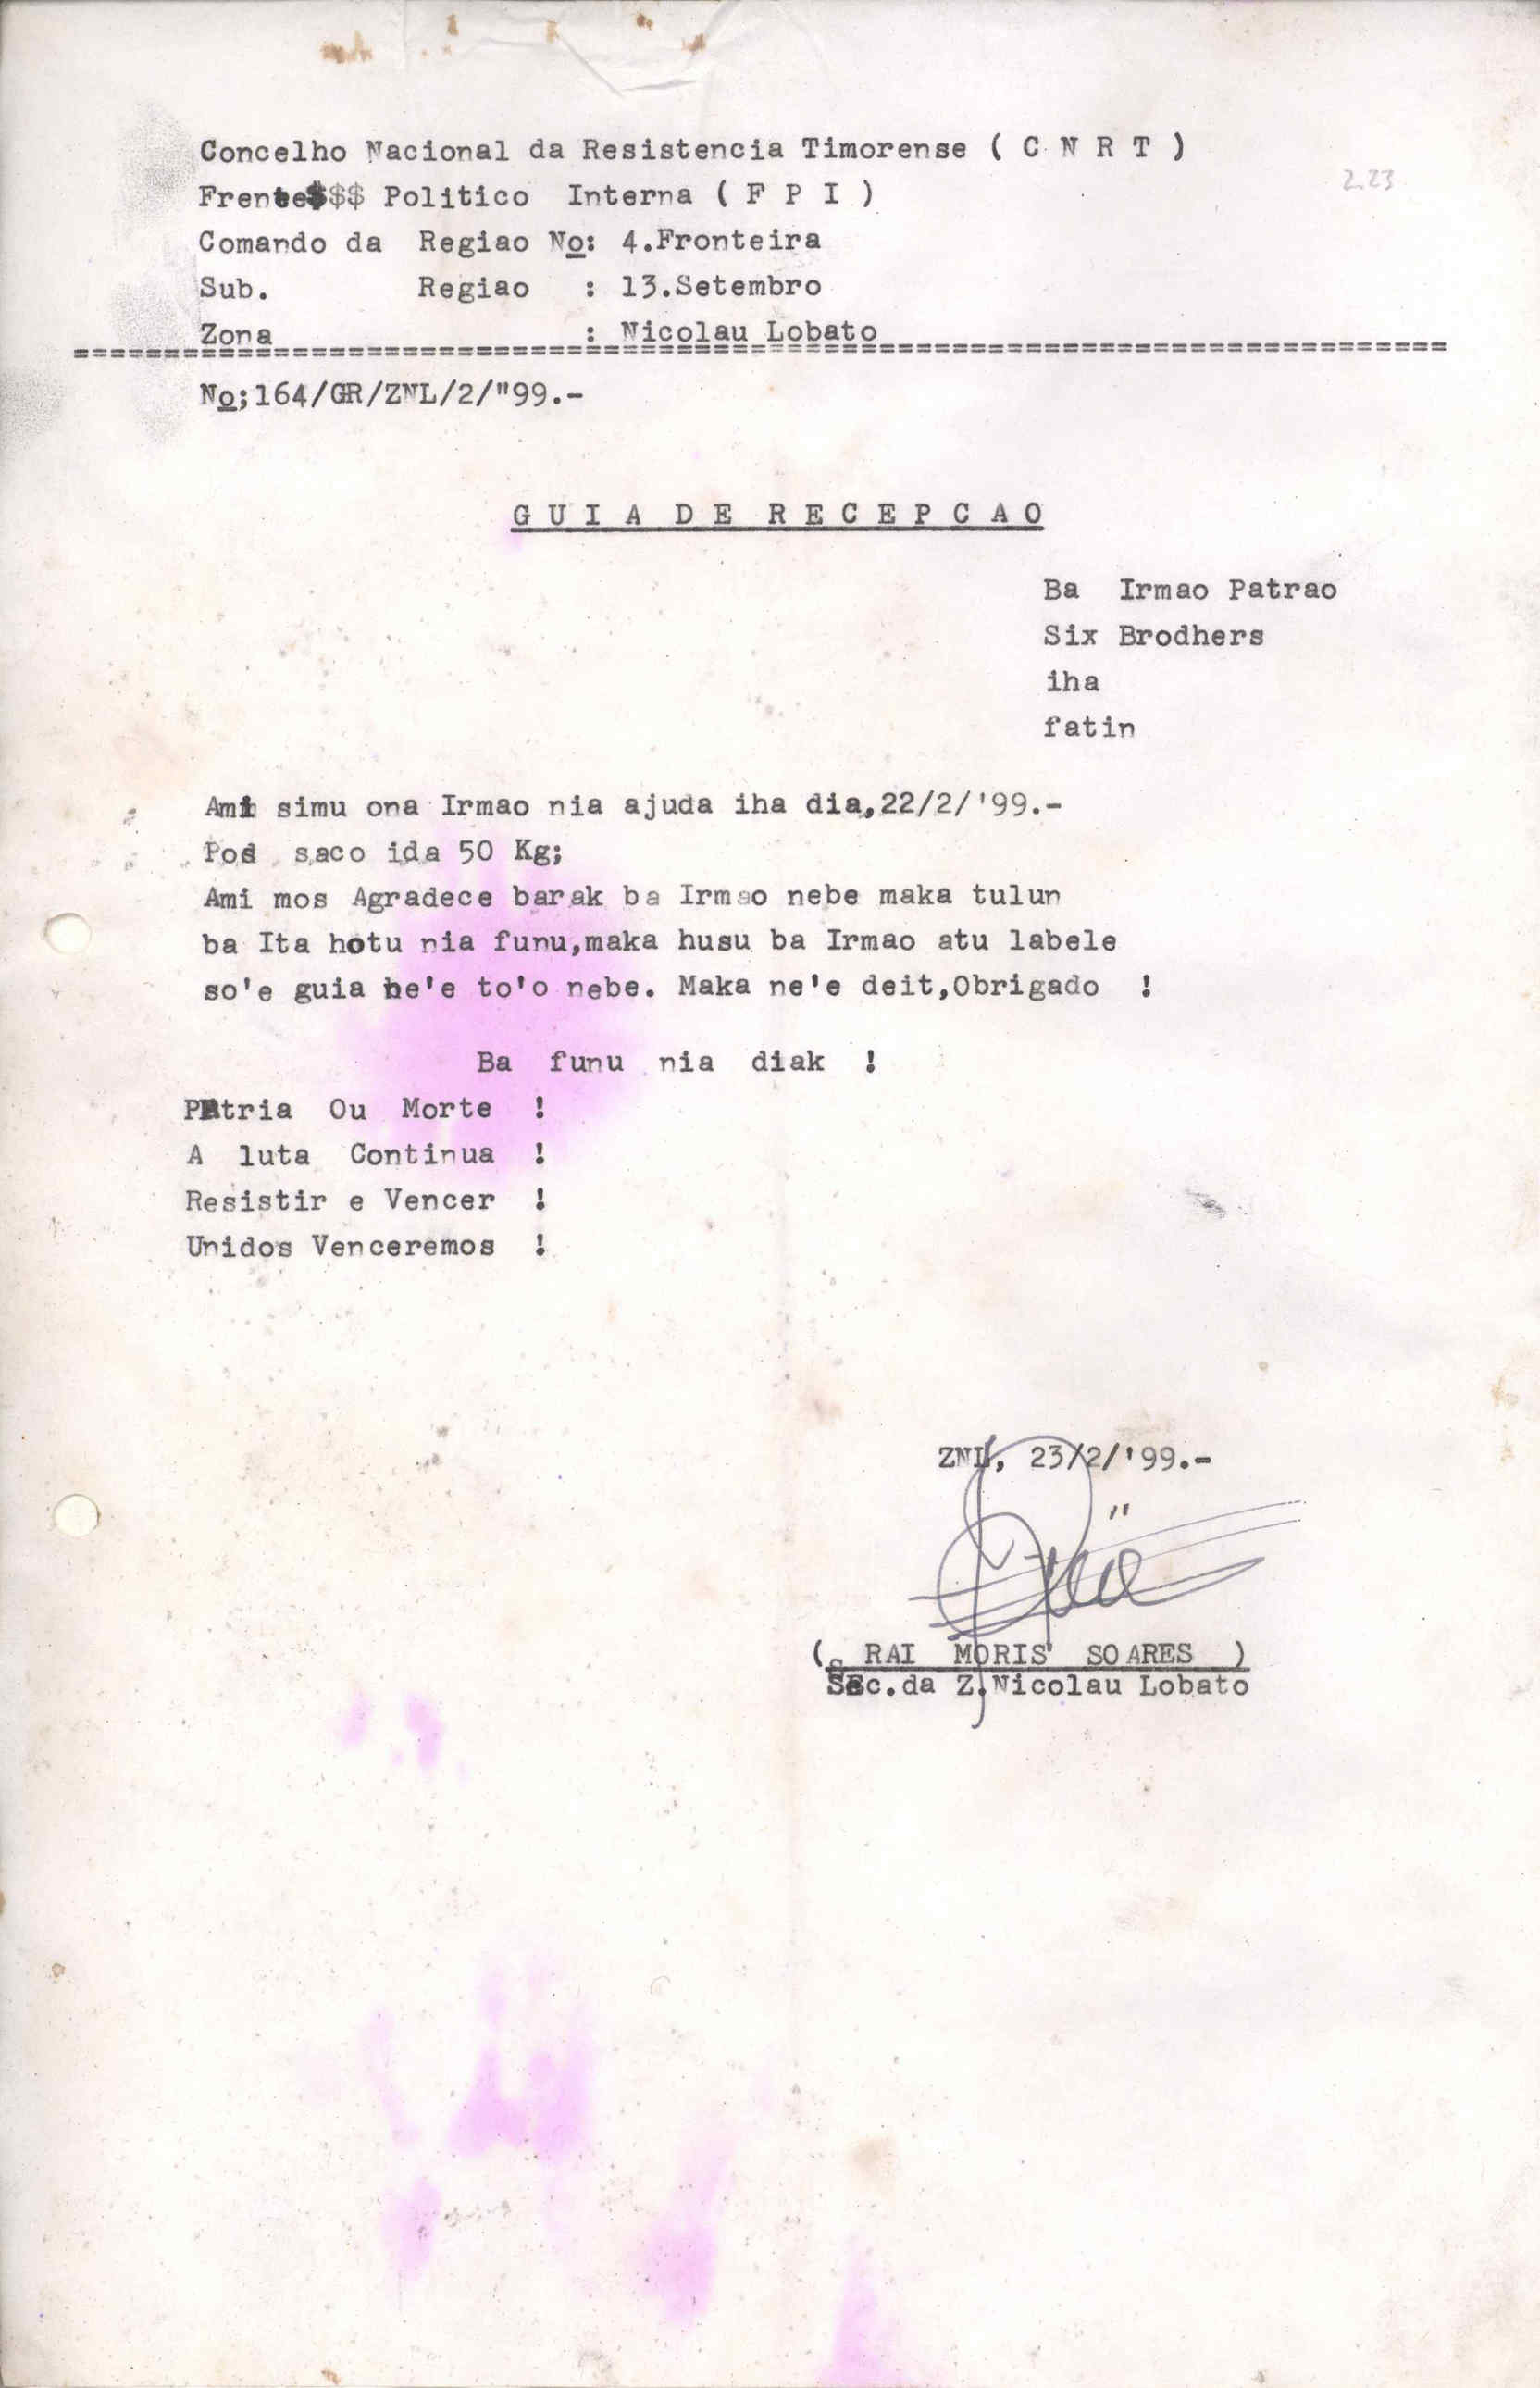 Concelho Nacional da Resistencia Timorense ( C N R T )
2.23
Frente$$$ Politico Interna ( F P I )
Comando da Regiao No: 4.Fronteira
Sub. Regiao : 13.Setembro
Zona : Nicolau Lobato
===========================================================================
No;164/GR/ZNL/2/"99.-
G U I A D E R E C E P C A O
Ba Irmao Patrao
Six Brodhers
iha
fatin
Ami simu ona Irmao nia ajuda iha dia,22/2/'99.-
Fos saco ida 50 Kg;
Ami mos Agradece barak ba Irmao nebe maka tulun
ba Ita hotu nia funu,maka husu ba Irmao atu labele
so'e guia ne'e to'o nebe. Maka ne'e deit,Obrigado !
Ba funu nia diak !
Patria Ou Morte !
A luta Continua !
Resistir e Vencer !
Unidos Venceremos !
ZNL, 23/2/'99.-
( RAI MORIS SOARES )
Sec.da Z.Nicolau Lobato